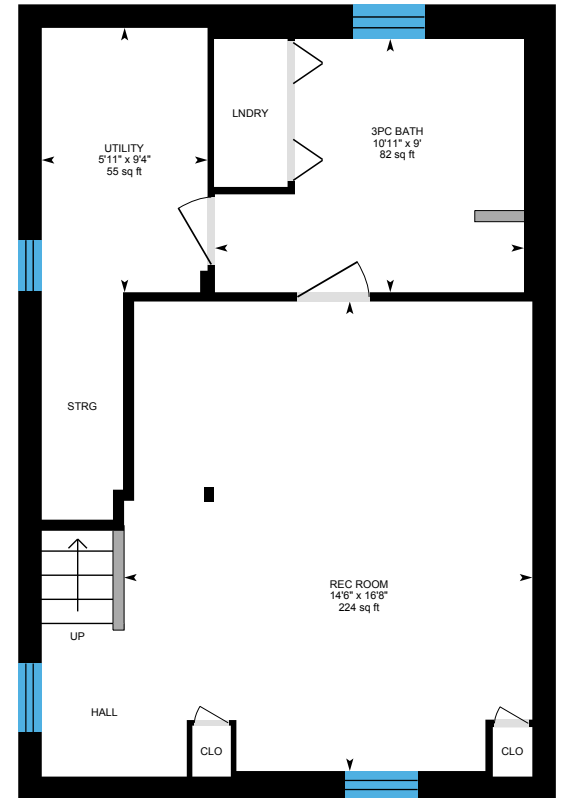 LNDRY
3PC BATH
10'11" x 9'
82 sq ft
UTILITY
5'11" x 9'4"
55 sq ft
STRG
REC ROOM
14'6" x 16'8"
224 sq ft
UP
HALL
CLO
CLO